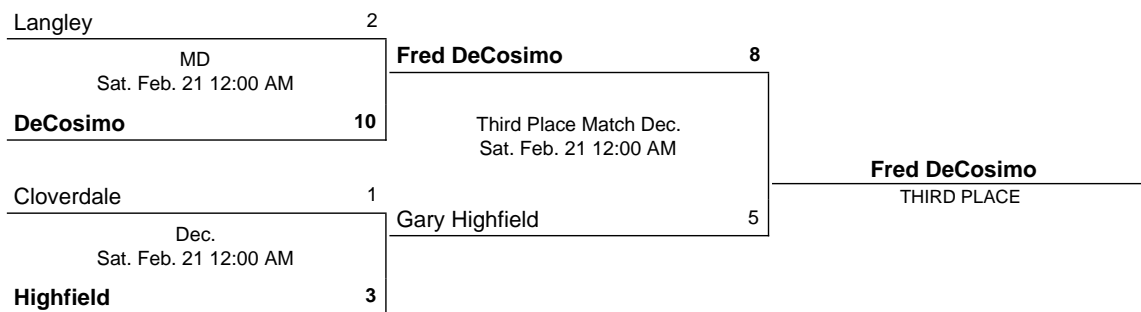 Langley 2
MD
Sat. Feb. 21 12:00 AM
DeCosimo 10
Fred DeCosimo 8
Third Place Match Dec.
Sat. Feb. 21 12:00 AM
Fred DeCosimo
THIRD PLACE
Cloverdale 1
Dec.
Sat. Feb. 21 12:00 AM
Highfield 3
Gary Highfield 5